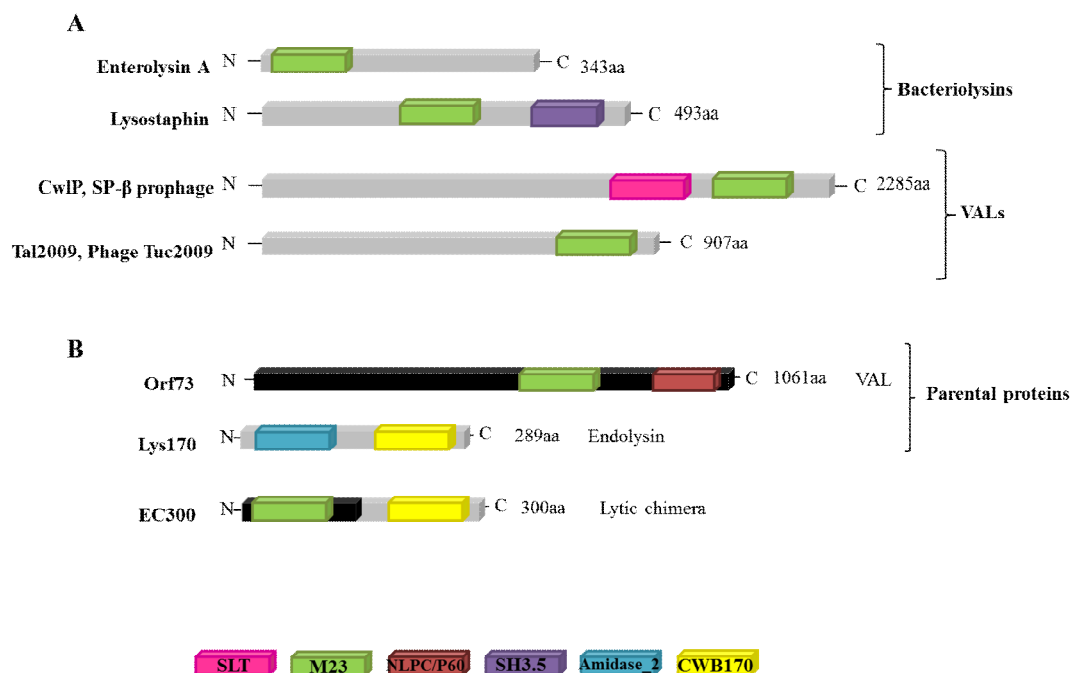 A
Enterolysin A N C 343aa
Lysostaphin N C 493aa
Bacteriolysins
CwlP, SP-β prophage N C 2285aa
Tal2009, Phage Tuc2009 N C 907aa
VALs
B
Orf73 N C 1061aa VAL
Lys170 N C 289aa Endolysin
Parental proteins
EC300 N C 300aa Lytic chimera
SLT M23 NLPC/P60 SH3.5 Amidase_2 CWB170